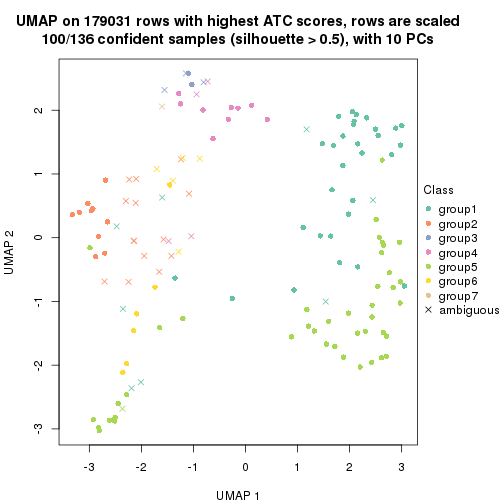 UMAP on 179031 rows with highest ATC scores, rows are scaled
100/136 confident samples (silhouette > 0.5), with 10 PCs
UMAP 2
2
1
0
-1
-2
-3
-3 -2 -1 0 1 2 3
UMAP 1
Class
group1
group2
group3
group4
group5
group6
group7
ambiguous